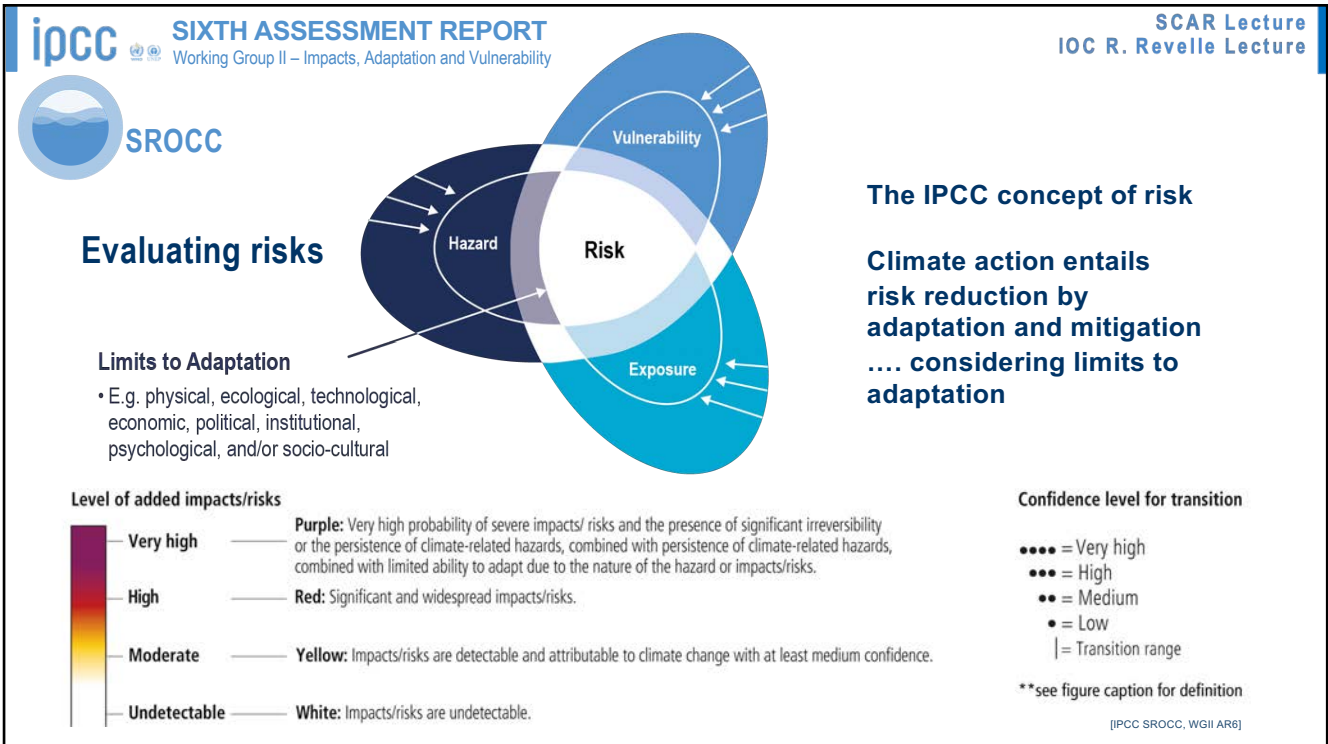 ipcc
SIXTH ASSESSMENT REPORT
Working Group II – Impacts, Adaptation and Vulnerability
SCAR Lecture
IOC R. Revelle Lecture
SROCC
Evaluating risks
Vulnerability
Hazard
Risk
Exposure
Limits to Adaptation
• E.g. physical, ecological, technological,
economic, political, institutional,
psychological, and/or socio-cultural
The IPCC concept of risk
Climate action entails
risk reduction by
adaptation and mitigation
.... considering limits to
adaptation
Level of added impacts/risks
Very high
Purple: Very high probability of severe impacts/ risks and the presence of significant irreversibility
or the persistence of climate-related hazards, combined with persistence of climate-related hazards,
combined with limited ability to adapt due to the nature of the hazard or impacts/risks.
High
Red: Significant and widespread impacts/risks.
Moderate
Yellow: Impacts/risks are detectable and attributable to climate change with at least medium confidence.
Undetectable
White: Impacts/risks are undetectable.
Confidence level for transition
•••• = Very high
••• = High
•• = Medium
• = Low
| = Transition range
**see figure caption for definition
[IPCC SROCC, WGII AR6]